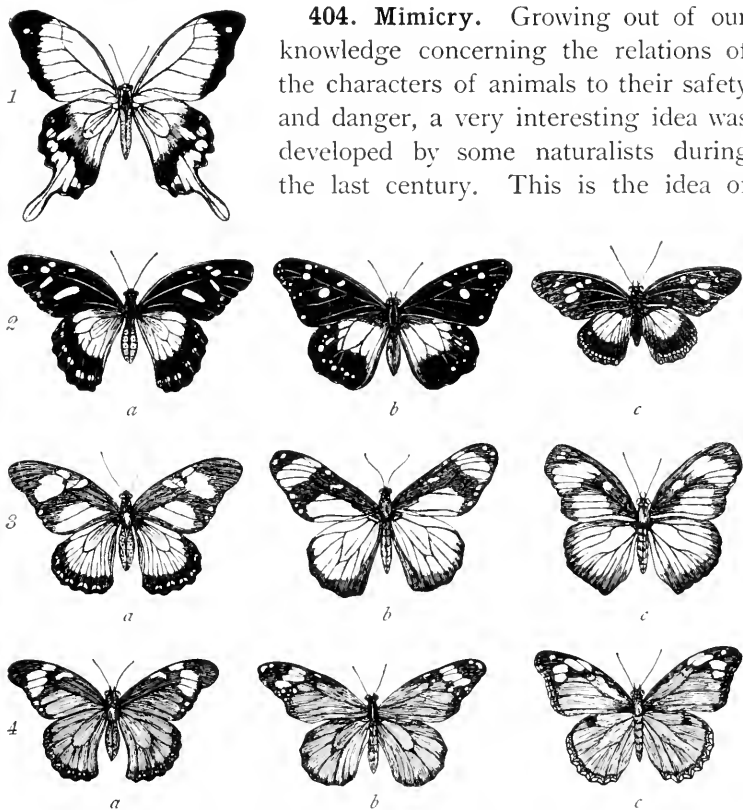 404. Mimicry. Growing out of our
knowledge concerning the relations of
the characters of animals to their safety
and danger, a very interesting idea was
developed by some naturalists during
the last century. This is the idea of
1
2
a b c
3
a b c
4
a b c